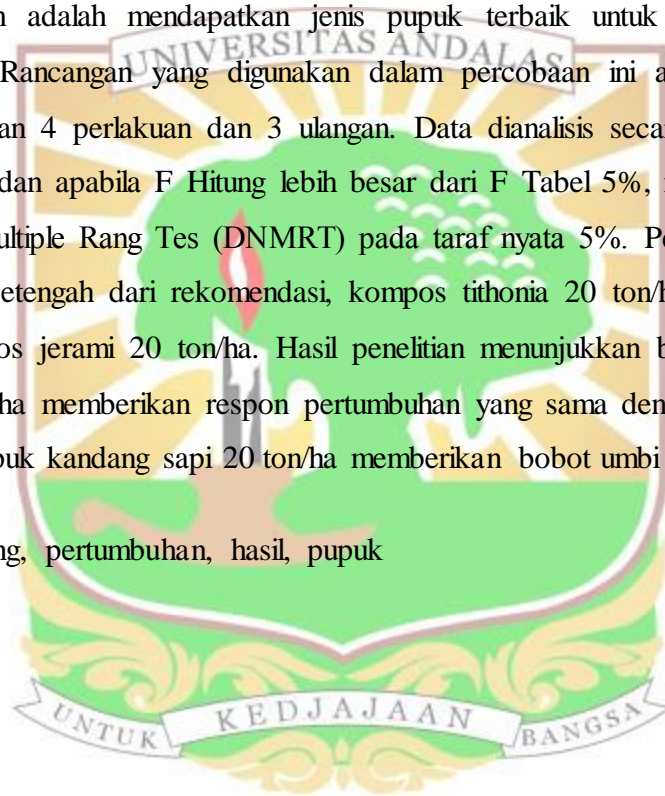 n adalah mendapatkan jenis pupuk terbaik untuk
UNIVERSITAS ANDALAS
Rancangan yang digunakan dalam percobaan ini a
an 4 perlakuan dan 3 ulangan. Data dianalisis seca
dan apabila F Hitung lebih besar dari F Tabel 5%,
ultiple Rang Tes (DNMRT) pada taraf nyata 5%. Pe
etengah dari rekomendasi, kompos tithonia 20 ton/h
os jerami 20 ton/ha. Hasil penelitian menunjukkan b
ha memberikan respon pertumbuhan yang sama den
puk kandang sapi 20 ton/ha memberikan bobot umbi
ng, pertumbuhan, hasil, pupuk
UNTUK KEDJAJAAN BANGSA